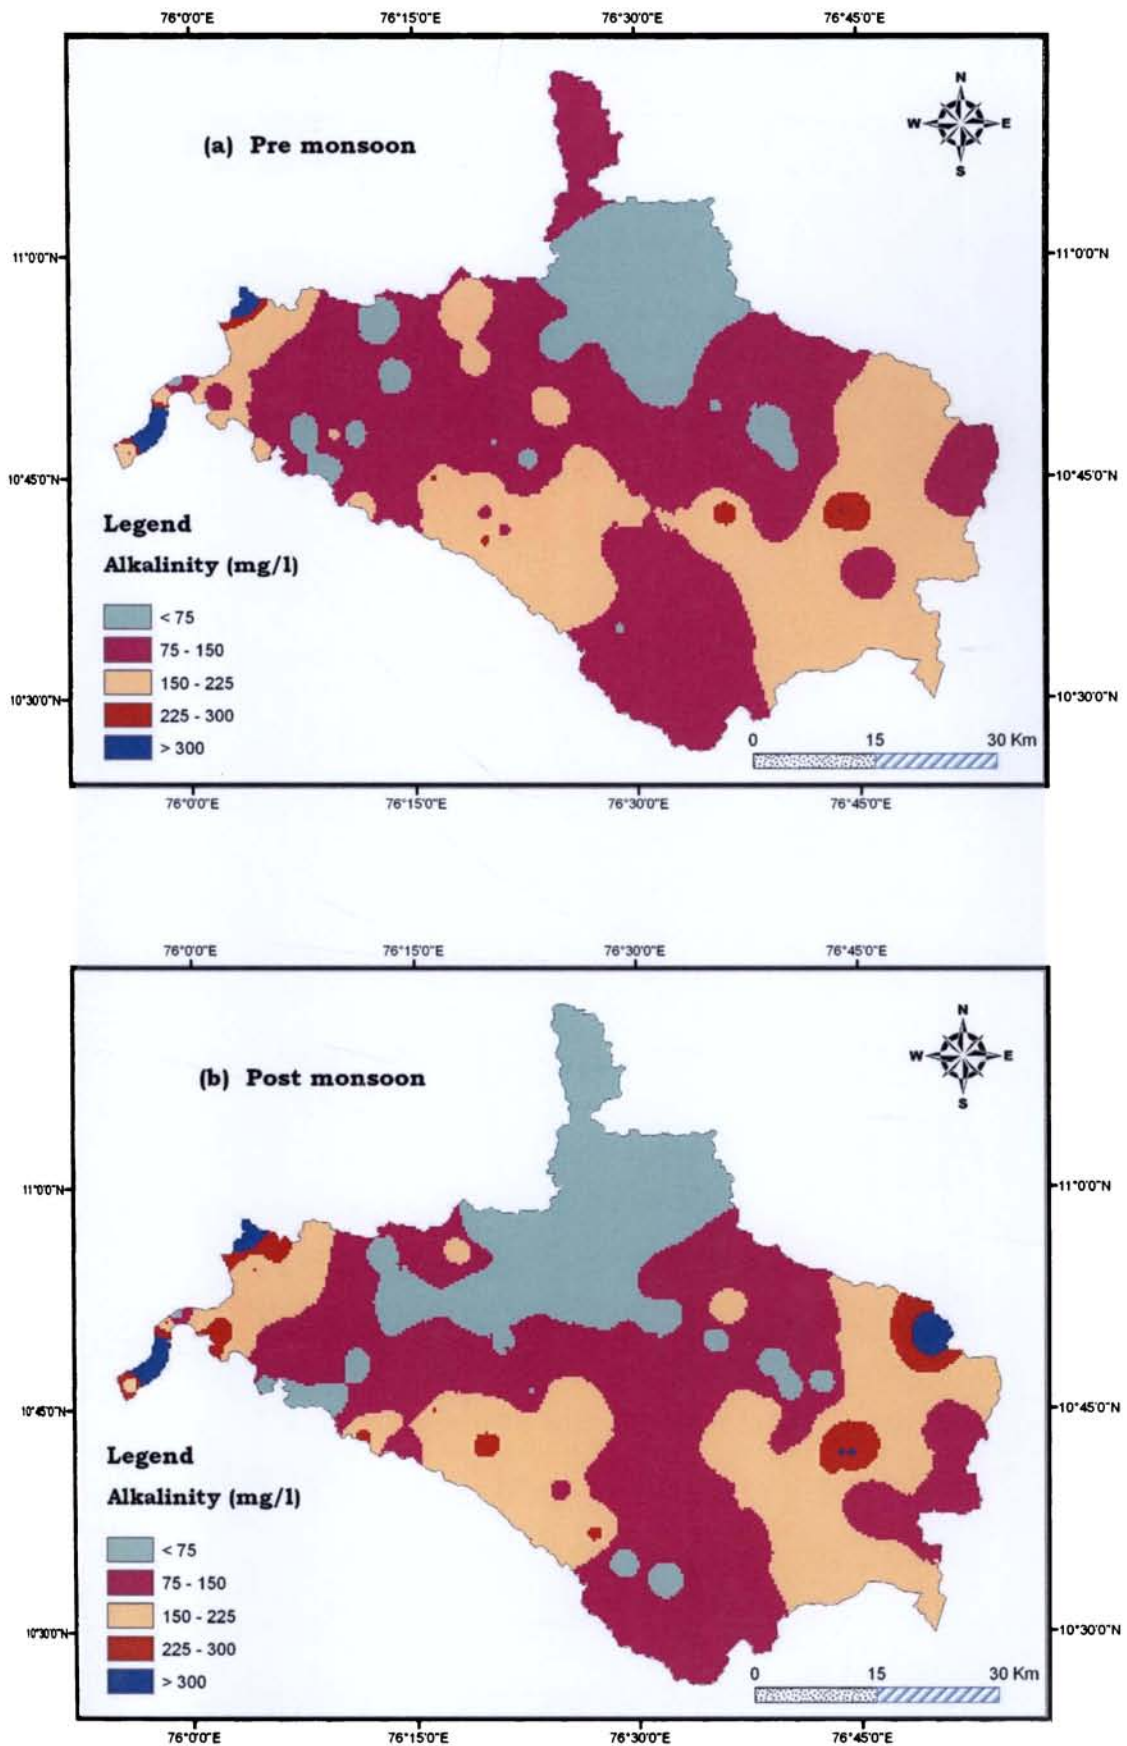 76°0'0"E 76°15'0"E 76°30'0"E 76°45'0"E
N
(a) Pre monsoon
W E
S
11°0'0"N 11°0'0"N
10°45'0"N 10°45'0"N
Legend
Alkalinity (mg/l)
< 75
75 - 150
150 - 225
225 - 300
> 300
10°30'0"N 10°30'0"N
0 15 30 Km
76°0'0"E 76°15'0"E 76°30'0"E 76°45'0"E
76°0'0"E 76°15'0"E 76°30'0"E 76°45'0"E
N
(b) Post monsoon
W E
S
11°0'0"N 11°0'0"N
10°45'0"N 10°45'0"N
Legend
Alkalinity (mg/l)
< 75
75 - 150
150 - 225
225 - 300
> 300
10°30'0"N 10°30'0"N
0 15 30 Km
76°0'0"E 76°15'0"E 76°30'0"E 76°45'0"E